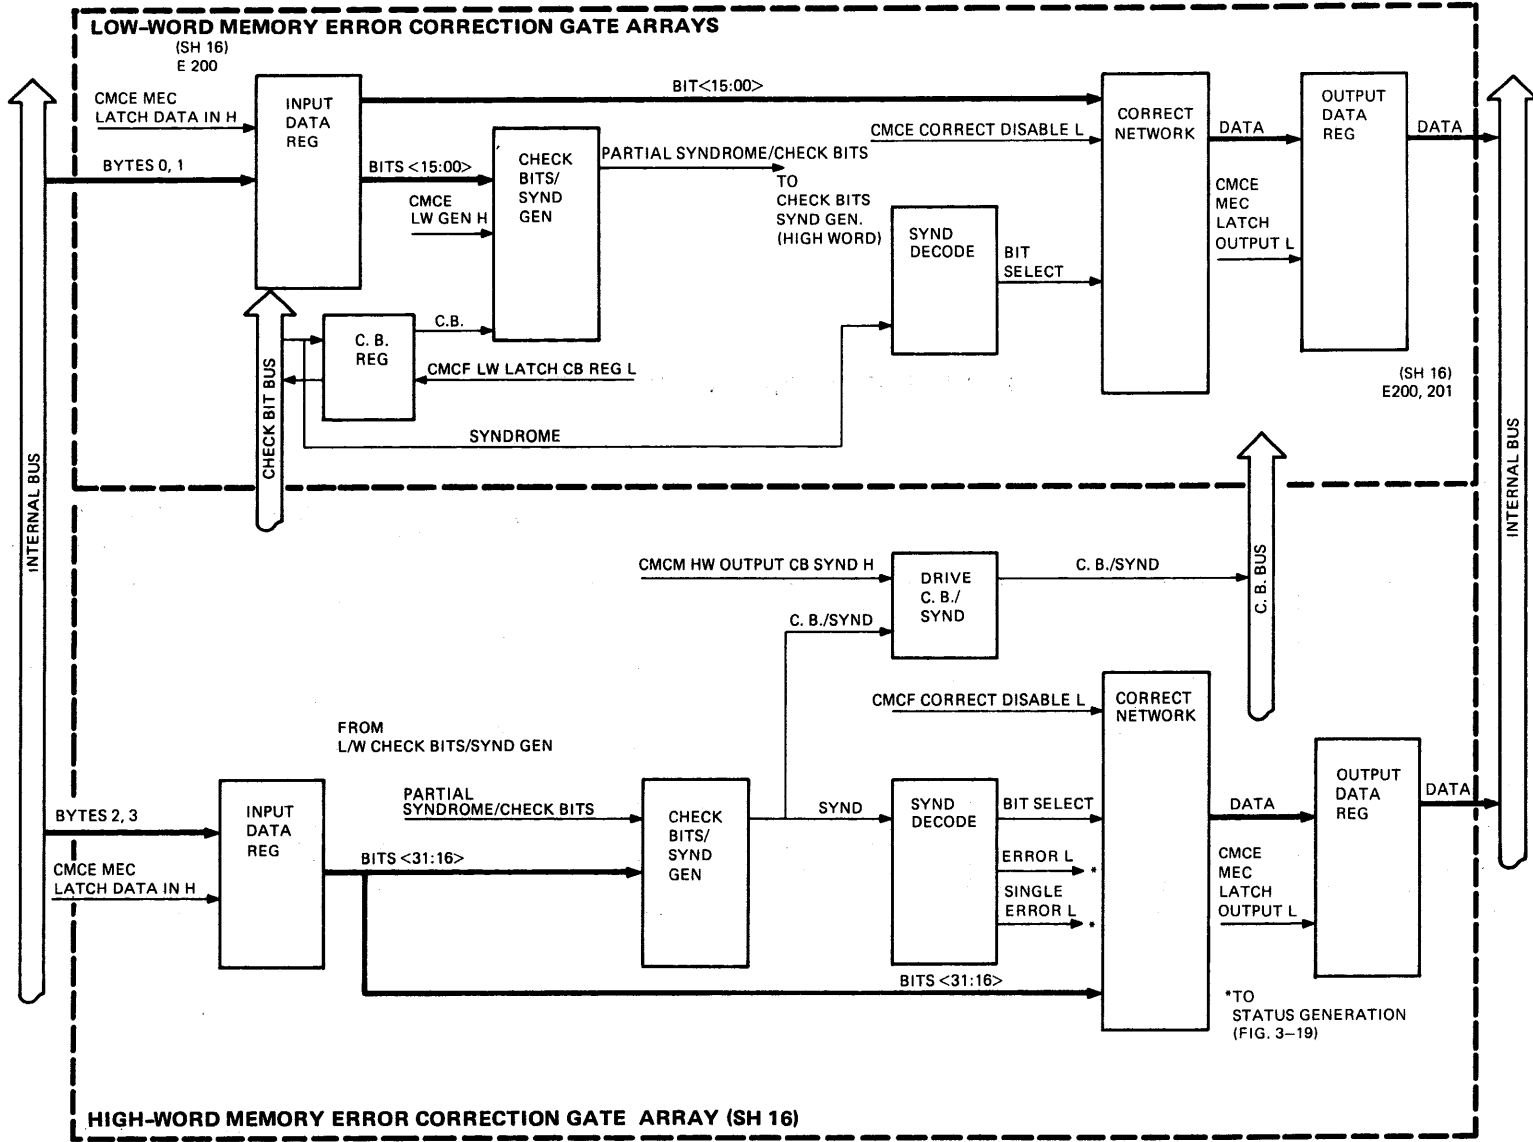 LOW–WORD MEMORY ERROR CORRECTION GATE ARRAYS
(SH 16)
E 200
CMCE MEC
LATCH DATA IN H
BYTES 0, 1
INPUT
DATA
REG
BIT<15:00>
BITS <15:00>
CMCE
LW GEN H
CHECK
BITS/
SYND
GEN
PARTIAL SYNDROME/CHECK BITS
TO
CHECK BITS
SYND GEN.
(HIGH WORD)
CMCE CORRECT DISABLE L
SYND
DECODE
BIT
SELECT
CORRECT
NETWORK
DATA
CMCE
MEC
LATCH
OUTPUT L
OUTPUT
DATA
REG
DATA
(SH 16)
E200, 201
C. B.
REG
C.B.
CMCF LW LATCH CB REG L
SYNDROME
CHECK BIT BUS
INTERNAL BUS
INTERNAL BUS
CMCM HW OUTPUT CB SYND H
DRIVE
C. B./
SYND
C. B./SYND
C. B. BUS
C. B./SYND
CMCF CORRECT DISABLE L
CORRECT
NETWORK
FROM
L/W CHECK BITS/SYND GEN
PARTIAL
SYNDROME/CHECK BITS
BYTES 2, 3
CMCE MEC
LATCH DATA IN H
INPUT
DATA
REG
BITS <31:16>
CHECK
BITS/
SYND
GEN
SYND
SYND
DECODE
BIT SELECT
ERROR L
*
SINGLE
ERROR L
*
BITS <31:16>
DATA
CMCE
MEC
LATCH
OUTPUT L
OUTPUT
DATA
REG
DATA
*TO
STATUS GENERATION
(FIG. 3–19)
HIGH–WORD MEMORY ERROR CORRECTION GATE ARRAY (SH 16)